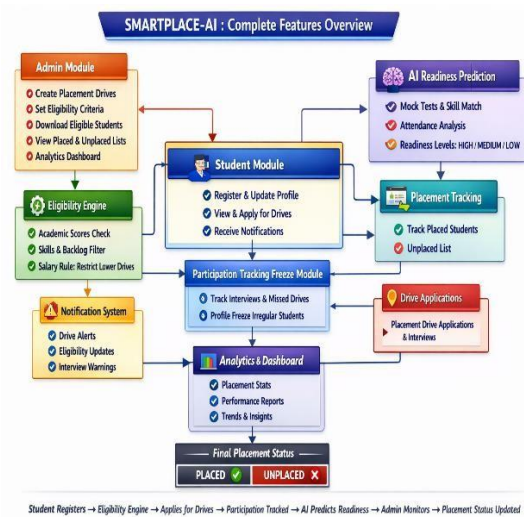 SMARTPLACE-AI : Complete Features Overview
Admin Module
Create Placement Drives
Set Eligibility Criteria
Download Eligible Students
View Placed & Unplaced Lists
Analytics Dashboard
AI Readiness Prediction
Mock Tests & Skill Match
Attendance Analysis
Readiness Levels: HIGH / MEDIUM / LOW
Student Module
Register & Update Profile
View & Apply for Drives
Receive Notifications
Eligibility Engine
Academic Scores Check
Skills & Backlog Filter
Salary Rule: Restrict Lower Drives
Placement Tracking
Track Placed Students
Unplaced List
Participation Tracking Freeze Module
Track Interviews & Missed Drives
Profile Freeze Irregular Students
Notification System
Drive Alerts
Eligibility Updates
Interview Warnings
Drive Applications
Placement Drive Applications
& Interviews
Analytics & Dashboard
Placement Stats
Performance Reports
Trends & Insights
Final Placement Status
PLACED
UNPLACED
Student Registers → Eligibility Engine → Applies for Drives → Participation Tracked → AI Predicts Readiness → Admin Monitors → Placement Status Updated